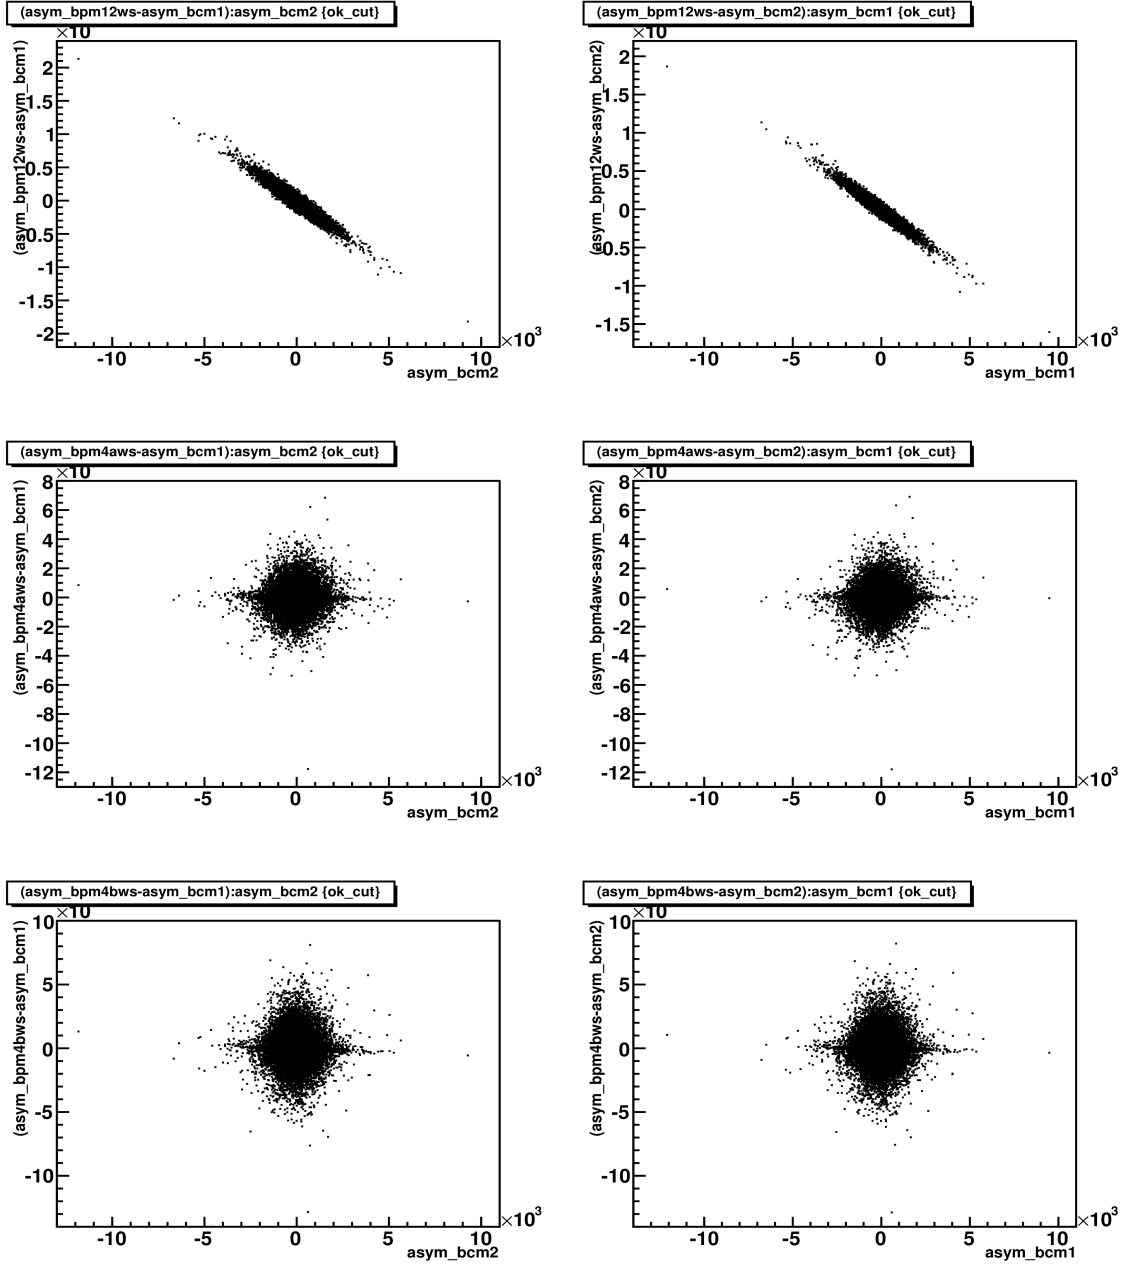 (asym_bpm12ws-asym_bcm1):asym_bcm2 {ok_cut}
×10
(asym_bpm12ws-asym_bcm1)
2
1.5
1
0.5
0
-0.5
-1
-1.5
-2
-10 -5 0 5 10
×10³
asym_bcm2
(asym_bpm12ws-asym_bcm2):asym_bcm1 {ok_cut}
×10
(asym_bpm12ws-asym_bcm2)
2
1.5
1
0.5
0
-0.5
-1
-1.5
-10 -5 0 5 10
×10³
asym_bcm1
(asym_bpm4aws-asym_bcm1):asym_bcm2 {ok_cut}
×10
(asym_bpm4aws-asym_bcm1)
8
6
4
2
0
-2
-4
-6
-8
-10
-12
-10 -5 0 5 10
×10³
asym_bcm2
(asym_bpm4aws-asym_bcm2):asym_bcm1 {ok_cut}
×10
(asym_bpm4aws-asym_bcm2)
8
6
4
2
0
-2
-4
-6
-8
-10
-12
-10 -5 0 5 10
×10³
asym_bcm1
(asym_bpm4bws-asym_bcm1):asym_bcm2 {ok_cut}
×10
(asym_bpm4bws-asym_bcm1)
10
5
0
-5
-10
-10 -5 0 5 10
×10³
asym_bcm2
(asym_bpm4bws-asym_bcm2):asym_bcm1 {ok_cut}
×10
(asym_bpm4bws-asym_bcm2)
10
5
0
-5
-10
-10 -5 0 5 10
×10³
asym_bcm1